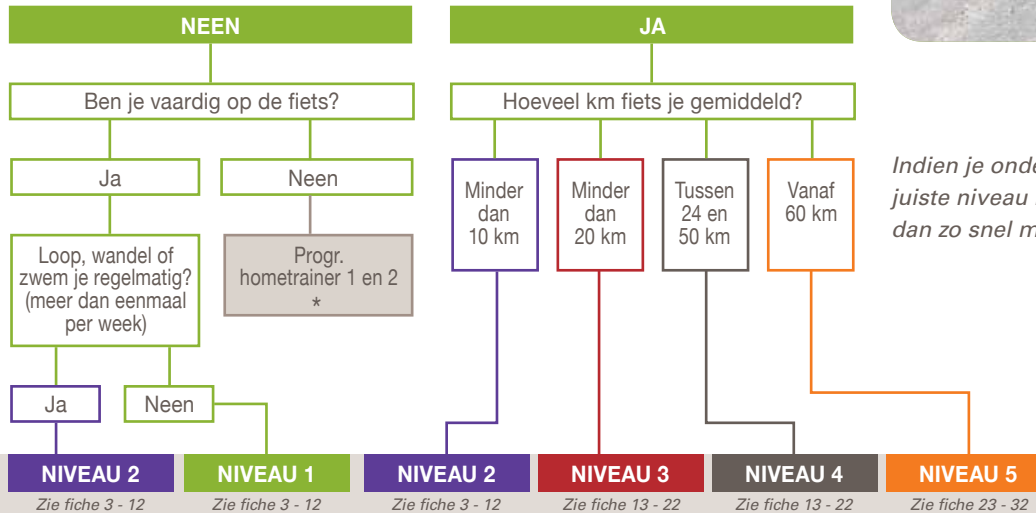 NEEN
JA
Ben je vaardig op de fiets?
Hoeveel km fiets je gemiddeld?
Ja
Neen
Minder
dan
10 km
Minder
dan
20 km
Tussen
24 en
50 km
Vanaf
60 km
Indien je onde
juiste niveau
dan zo snel m
Loop, wandel of
zwem je regelmatig?
(meer dan eenmaal
per week)
Progr.
hometrainer 1 en 2
*
Ja
Neen
NIVEAU 2
NIVEAU 1
NIVEAU 2
NIVEAU 3
NIVEAU 4
NIVEAU 5
Zie fiche 3 - 12
Zie fiche 3 - 12
Zie fiche 3 - 12
Zie fiche 13 - 22
Zie fiche 13 - 22
Zie fiche 23 - 32